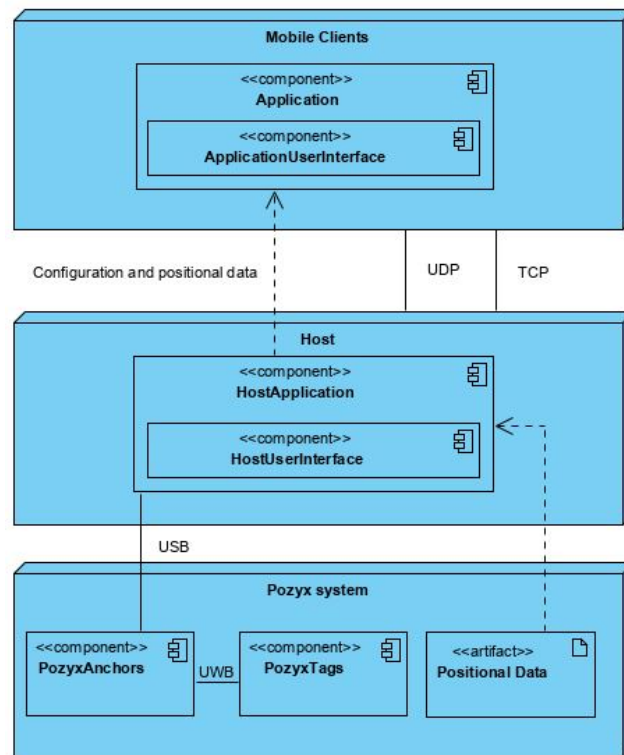 Mobile Clients
<<component>>
Application
<<component>>
ApplicationUserInterface
Configuration and positional data
UDP
TCP
Host
<<component>>
HostApplication
<<component>>
HostUserInterface
USB
Pozyx system
<<component>>
PozyxAnchors
UWB
<<component>>
PozyxTags
<<artifact>>
Positional Data